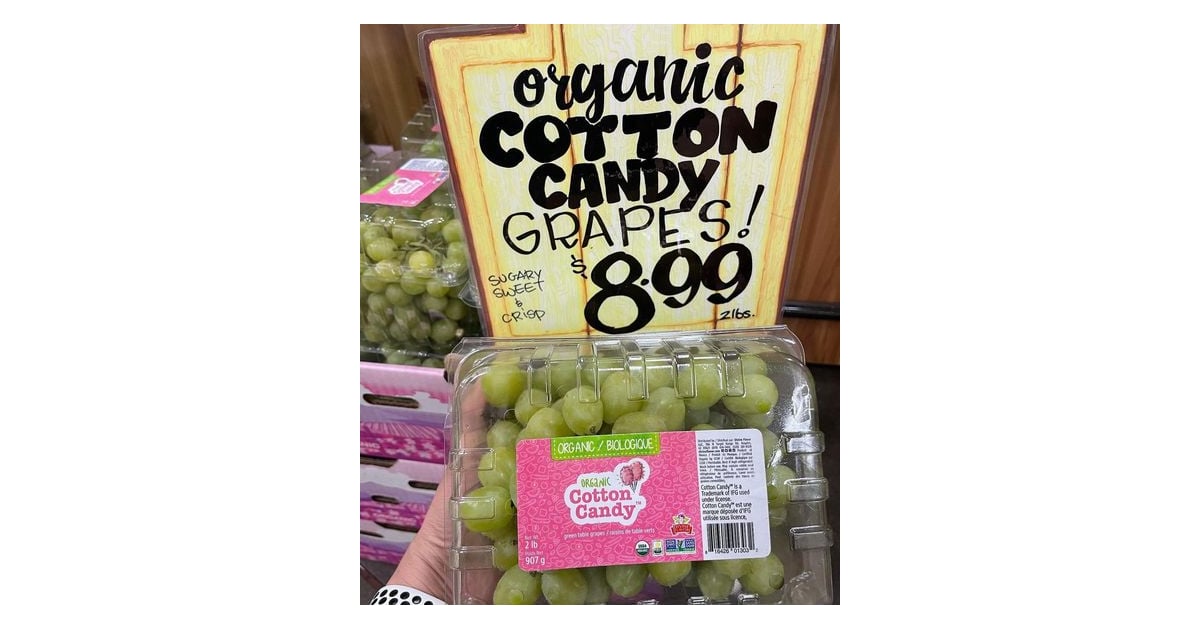 organic
COTTON
CANDY
GRAPES!
$8.99
SUGARY
SWEET
&
CRISP
2lbs.
ORGANIC / BIOLOGIQUE
ORGANIC
Cotton
Candy™
green table grapes / raisins de table verts
2 lb
907 g
Cotton Candy™ is a
Trademark of IFG used
under license.
Cotton Candy™ est une
marque déposée d'IFG
utilisée sous licence.